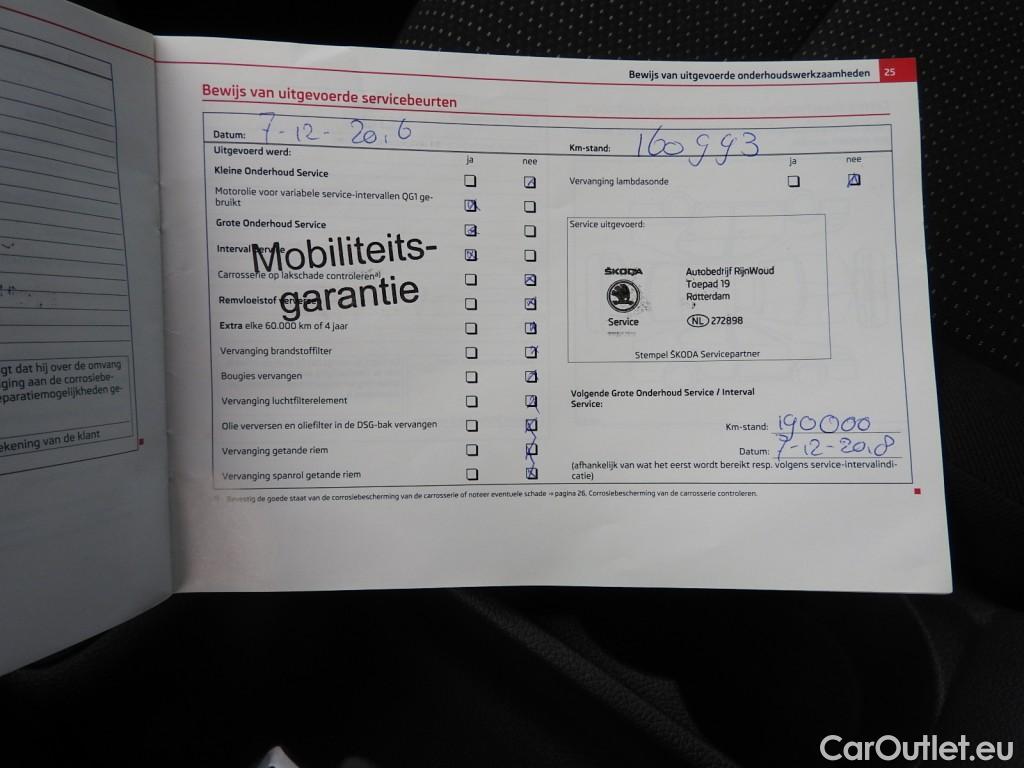 Bewijs van uitgevoerde onderhoudswerkzaamheden 25
Bewijs van uitgevoerde servicebeurten
Datum: 7-12-2016
Km-stand: 160993
Uitgevoerd werd:
ja nee
ja nee
Kleine Onderhoud Service
Vervanging lambdasonde
Motorolie voor variabele service-intervallen QG1 ge-
bruikt
Grote Onderhoud Service
Service uitgevoerd:
Interval
Mobiliteits-
garantie
Carrosserie op lakschade controleren a)
Remvloeistof
Extra elke 60.000 km of 4 jaar
Vervanging brandstoffilter
Bougies vervangen
Vervanging luchtfilterelement
Olie verversen en oliefilter in de DSG-bak vervangen
Vervanging getande riem
Vervanging spanrol getande riem
ŠKODA
Service
Autobedrijf RijnWoud
Toepad 19
Rotterdam
NL 272898
Stempel ŠKODA Servicepartner
Volgende Grote Onderhoud Service / Interval
Service:
Km-stand: 190000
Datum: 7-12-2018
(afhankelijk van wat het eerst wordt bereikt resp. volgens service-intervalindi-
catie)
Bevestig de goede staat van de corrosiebescherming van de carrosserie of noteer eventuele schade → pagina 26, Corrosiebescherming van de carrosserie controleren.
gt dat hij over de omvang
ging aan de corrosiebe-
eparatiemogelijkheden ge-
ekening van de klant
CarOutlet.eu